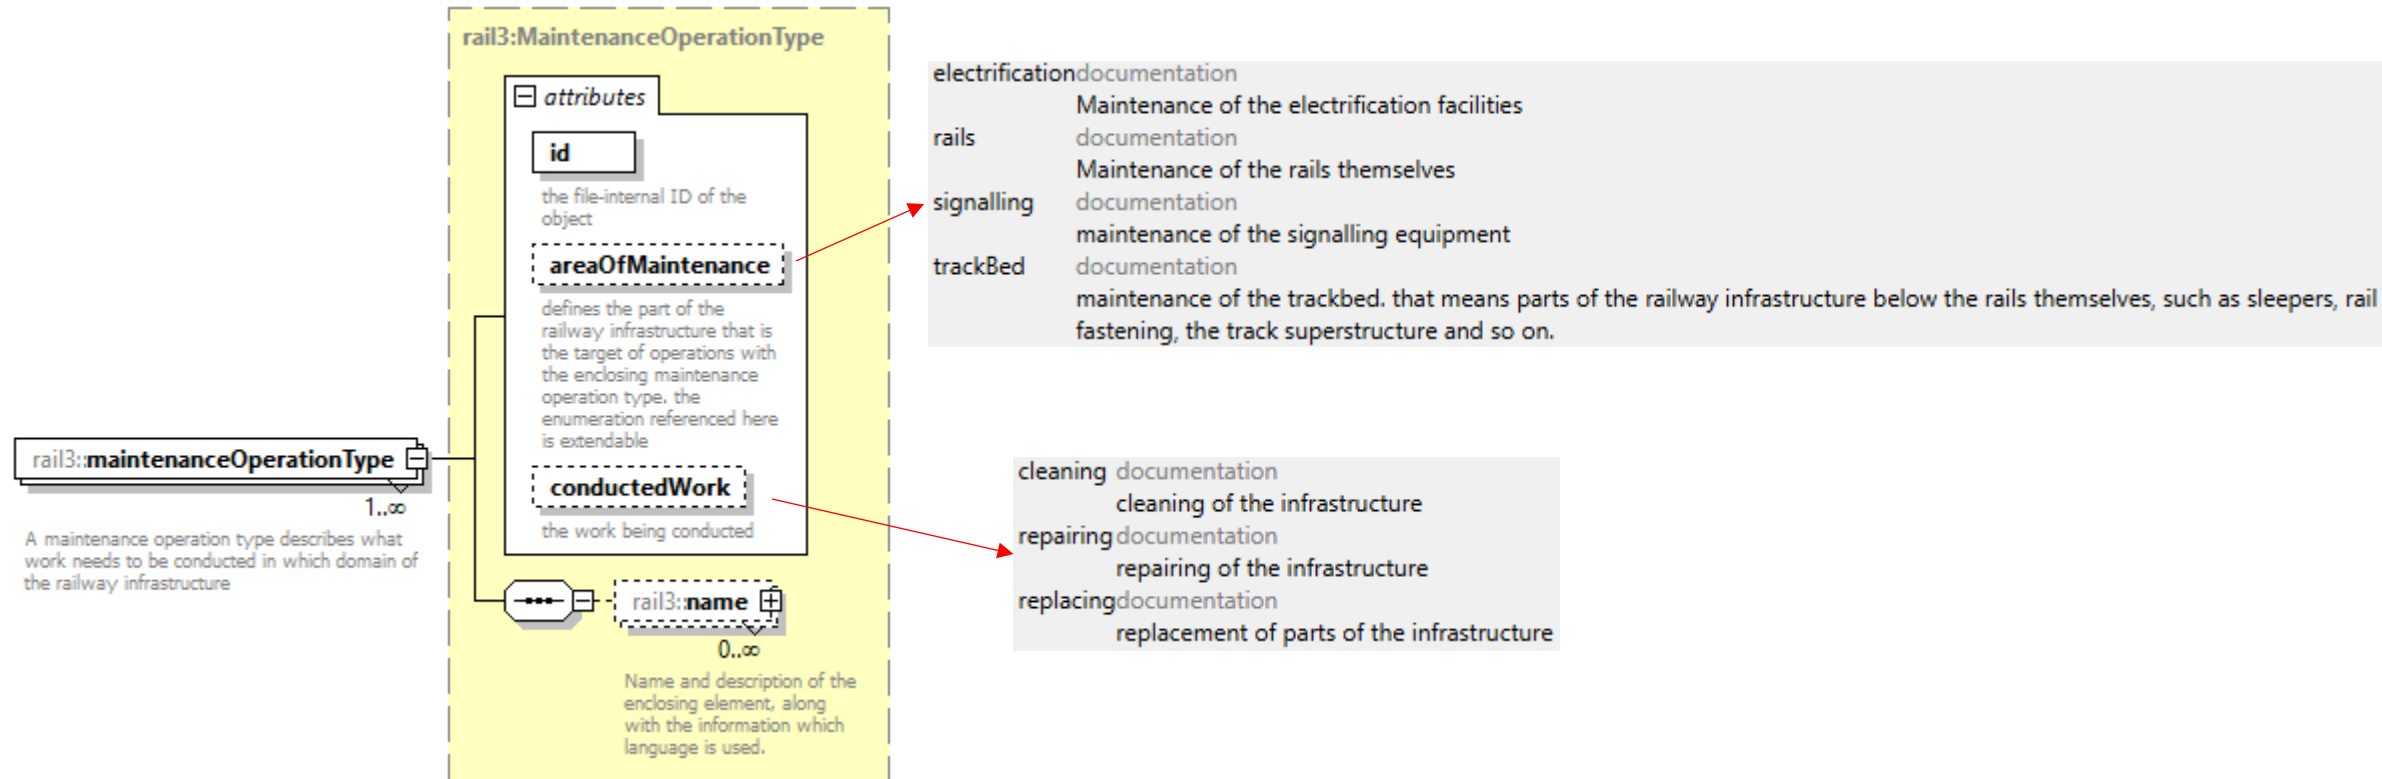 rail3:MaintenanceOperationType
attributes
id
the file-internal ID of the
object
areaOfMaintenance
defines the part of the
railway infrastructure that is
the target of operations with
the enclosing maintenance
operation type. the
enumeration referenced here
is extendable
conductedWork
the work being conducted
rail3::maintenanceOperationType
1..∞
A maintenance operation type describes what
work needs to be conducted in which domain of
the railway infrastructure
rail3::name
0..∞
Name and description of the
enclosing element, along
with the information which
language is used.
electrification documentation
Maintenance of the electrification facilities
rails documentation
Maintenance of the rails themselves
signalling documentation
maintenance of the signalling equipment
trackBed documentation
maintenance of the trackbed. that means parts of the railway infrastructure below the rails themselves, such as sleepers, rail
fastening, the track superstructure and so on.
cleaning documentation
cleaning of the infrastructure
repairing documentation
repairing of the infrastructure
replacing documentation
replacement of parts of the infrastructure